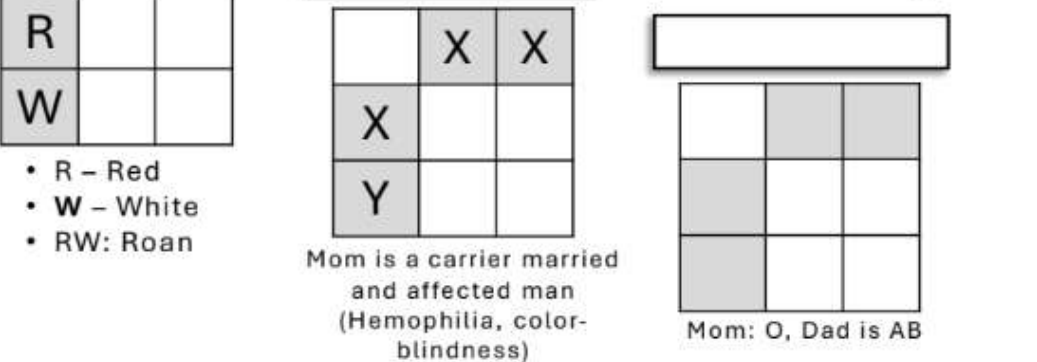 R
W
• R – Red
• W – White
• RW: Roan
X X
X
Y
Mom is a carrier married
and affected man
(Hemophilia, color-
blindness)
Mom: O, Dad is AB